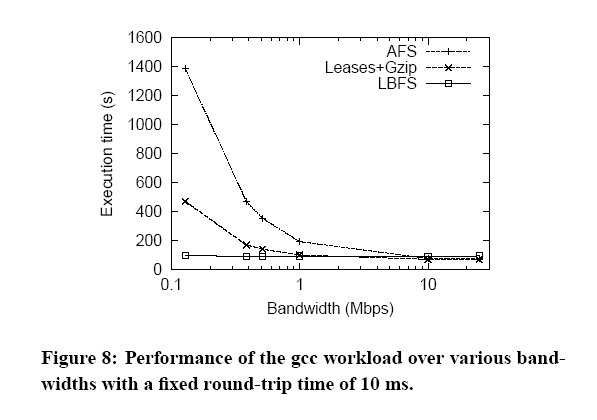 1600
1400
1200
1000
800
600
400
200
0
Execution time (s)
AFS
Leases+Gzip
LBFS
0.1
1
10
Bandwidth (Mbps)
Figure 8: Performance of the gcc workload over various band-
widths with a fixed round-trip time of 10 ms.